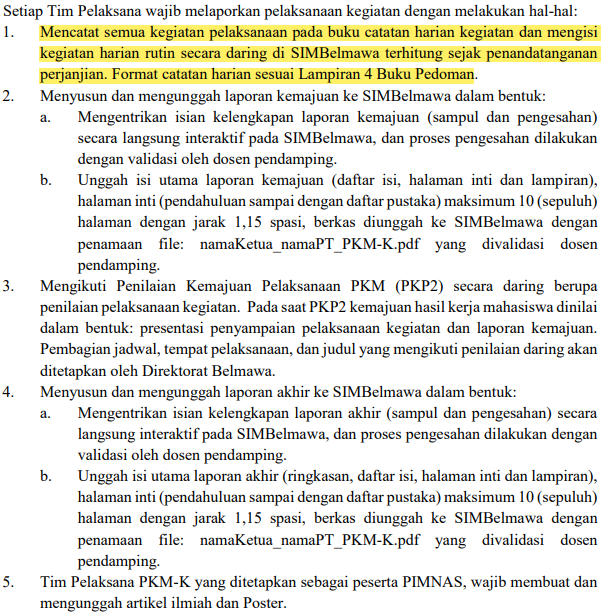 Setiap Tim Pelaksana wajib melaporkan pelaksanaan kegiatan dengan melakukan hal-hal:
1. Mencatat semua kegiatan pelaksanaan pada buku catatan harian kegiatan dan mengisi
kegiatan harian rutin secara daring di SIMBelmawa terhitung sejak penandatanganan
perjanjian. Format catatan harian sesuai Lampiran 4 Buku Pedoman.
2. Menyusun dan mengunggah laporan kemajuan ke SIMBelmawa dalam bentuk:
a. Mengentrikan isian kelengkapan laporan kemajuan (sampul dan pengesahan)
secara langsung interaktif pada SIMBelmawa, dan proses pengesahan dilakukan
dengan validasi oleh dosen pendamping.
b. Unggah isi utama laporan kemajuan (daftar isi, halaman inti dan lampiran),
halaman inti (pendahuluan sampai dengan daftar pustaka) maksimum 10 (sepuluh)
halaman dengan jarak 1,15 spasi, berkas diunggah ke SIMBelmawa dengan
penamaan file: namaKetua_namaPT_PKM-K.pdf yang divalidasi dosen
pendamping.
3. Mengikuti Penilaian Kemajuan Pelaksanaan PKM (PKP2) secara daring berupa
penilaian pelaksanaan kegiatan. Pada saat PKP2 kemajuan hasil kerja mahasiswa dinilai
dalam bentuk: presentasi penyampaian pelaksanaan kegiatan dan laporan kemajuan.
Pembagian jadwal, tempat pelaksanaan, dan judul yang mengikuti penilaian daring akan
ditetapkan oleh Direktorat Belmawa.
4. Menyusun dan mengunggah laporan akhir ke SIMBelmawa dalam bentuk:
a. Mengentrikan isian kelengkapan laporan akhir (sampul dan pengesahan) secara
langsung interaktif pada SIMBelmawa, dan proses pengesahan dilakukan dengan
validasi oleh dosen pendamping.
b. Unggah isi utama laporan akhir (ringkasan, daftar isi, halaman inti dan lampiran),
halaman inti (pendahuluan sampai dengan daftar pustaka) maksimum 10 (sepuluh)
halaman dengan jarak 1,15 spasi, berkas diunggah ke SIMBelmawa dengan
penamaan file: namaKetua_namaPT_PKM-K.pdf yang divalidasi dosen
pendamping.
5. Tim Pelaksana PKM-K yang ditetapkan sebagai peserta PIMNAS, wajib membuat dan
mengunggah artikel ilmiah dan Poster.